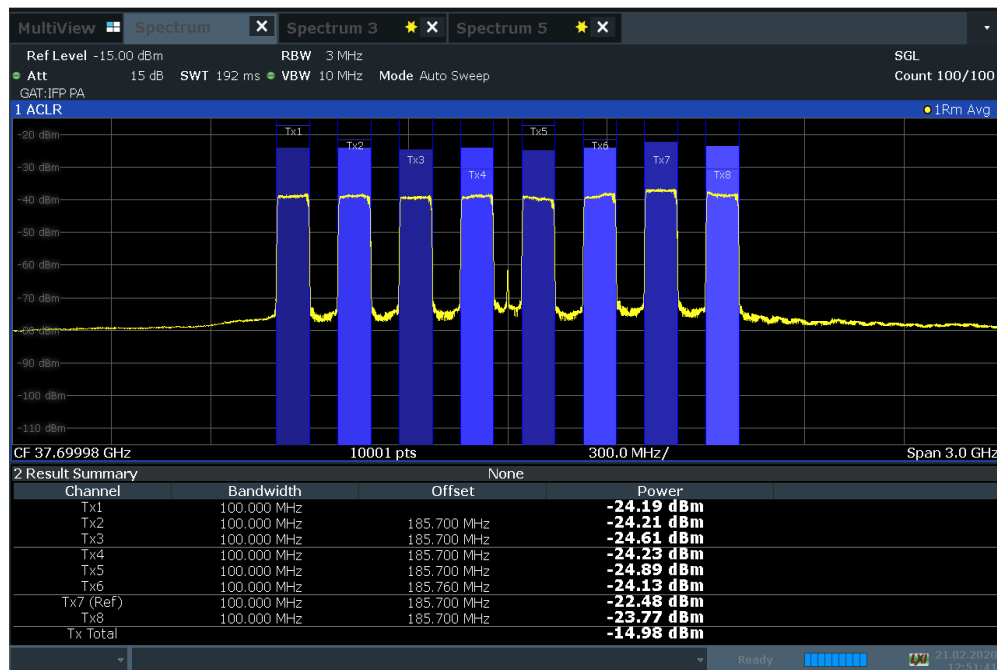 MultiView Spectrum X Spectrum 3 X Spectrum 5 X
Ref Level -15.00 dBm RBW 3 MHz SGL
Att 15 dB SWT 192 ms VBW 10 MHz Mode Auto Sweep Count 100/100
GAT:IFP PA
1 ACLR 1Rm Avg
Tx1 Tx5
-20 dBm
Tx2 Tx6
Tx3 Tx7
-30 dBm
Tx4 Tx8
-40 dBm
-50 dBm
-60 dBm
-70 dBm
-80 dBm
-90 dBm
-100 dBm
-110 dBm
CF 37.69998 GHz 10001 pts 300.0 MHz/ Span 3.0 GHz
2 Result Summary None
Channel Bandwidth Offset Power
Tx1 100.000 MHz -24.19 dBm
Tx2 100.000 MHz 185.700 MHz -24.21 dBm
Tx3 100.000 MHz 185.700 MHz -24.61 dBm
Tx4 100.000 MHz 185.700 MHz -24.23 dBm
Tx5 100.000 MHz 185.700 MHz -24.89 dBm
Tx6 100.000 MHz 185.760 MHz -24.13 dBm
Tx7 (Ref) 100.000 MHz 185.700 MHz -22.48 dBm
Tx8 100.000 MHz 185.700 MHz -23.77 dBm
Tx Total -14.98 dBm
Ready 21.02.2020
12:51:41